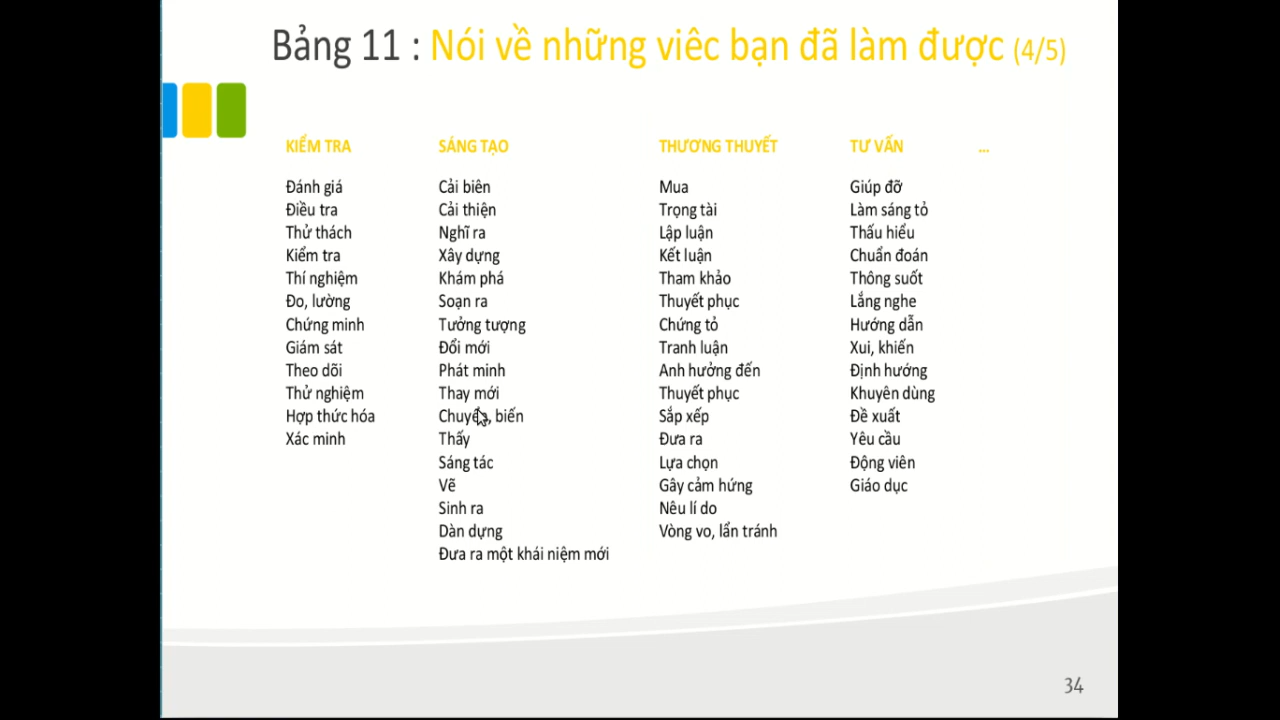 Bảng 11 : Nói về những viêc bạn đã làm được (4/5)
KIỂM TRA
Đánh giá
Điều tra
Thử thách
Kiểm tra
Thí nghiệm
Đo, lường
Chứng minh
Giám sát
Theo dõi
Thử nghiệm
Hợp thức hóa
Xác minh
SÁNG TẠO
Cải biên
Cải thiện
Nghĩ ra
Xây dựng
Khám phá
Soạn ra
Tưởng tượng
Đổi mới
Phát minh
Thay mới
Chuyển, biến
Thấy
Sáng tác
Vẽ
Sinh ra
Dàn dựng
Đưa ra một khái niệm mới
THƯƠNG THUYẾT
Mua
Trọng tài
Lập luận
Kết luận
Tham khảo
Thuyết phục
Chứng tỏ
Tranh luận
Anh hưởng đến
Thuyết phục
Sắp xếp
Đưa ra
Lựa chọn
Gây cảm hứng
Nêu lí do
Vòng vo, lẩn tránh
TƯ VẤN
Giúp đỡ
Làm sáng tỏ
Thấu hiểu
Chuẩn đoán
Thông suốt
Lắng nghe
Hướng dẫn
Xui, khiến
Định hướng
Khuyên dùng
Đề xuất
Yêu cầu
Động viên
Giáo dục
...
34